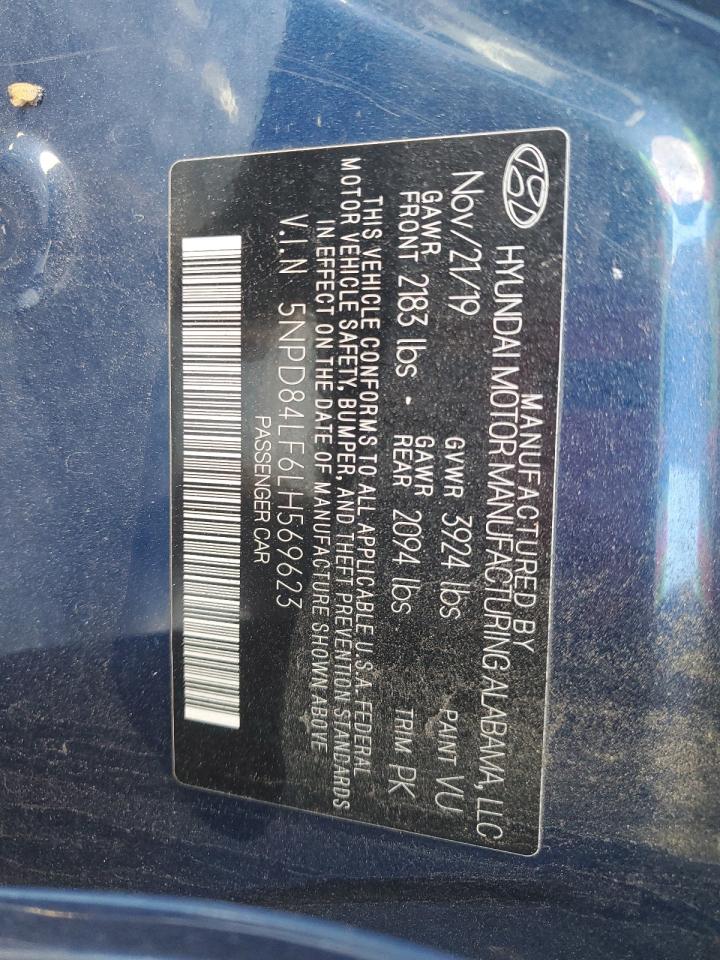 MANUFACTURED BY
HYUNDAI MOTOR MANUFACTURING ALABAMA, LLC
Nov/21/19 GVWR 3924 lbs PAINT VU
GAWR FRONT 2183 lbs • GAWR REAR 2094 lbs TRIM PK
THIS VEHICLE CONFORMS TO ALL APPLICABLE U.S.A. FEDERAL
MOTOR VEHICLE SAFETY, BUMPER, AND THEFT PREVENTION STANDARDS
IN EFFECT ON THE DATE OF MANUFACTURE SHOWN ABOVE
V.I.N 5NPD84LF6LH569623
PASSENGER CAR